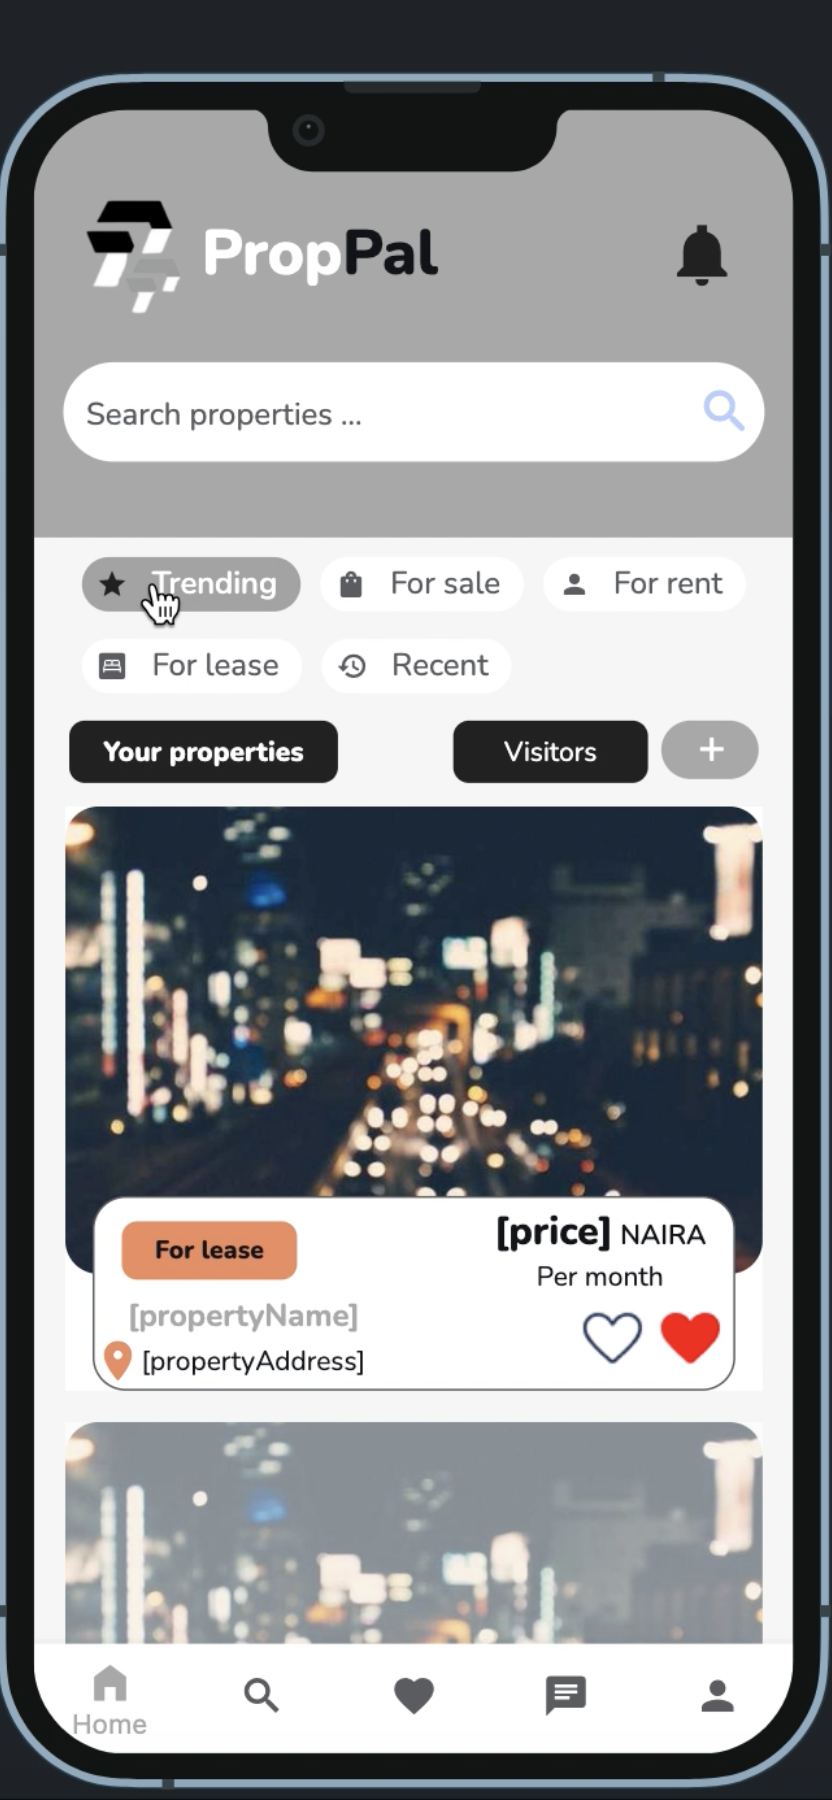 PropPal
Search properties ...
Trending
For sale
For rent
For lease
Recent
Your properties
Visitors
+
For lease
[price] NAIRA
Per month
[propertyName]
[propertyAddress]
Home